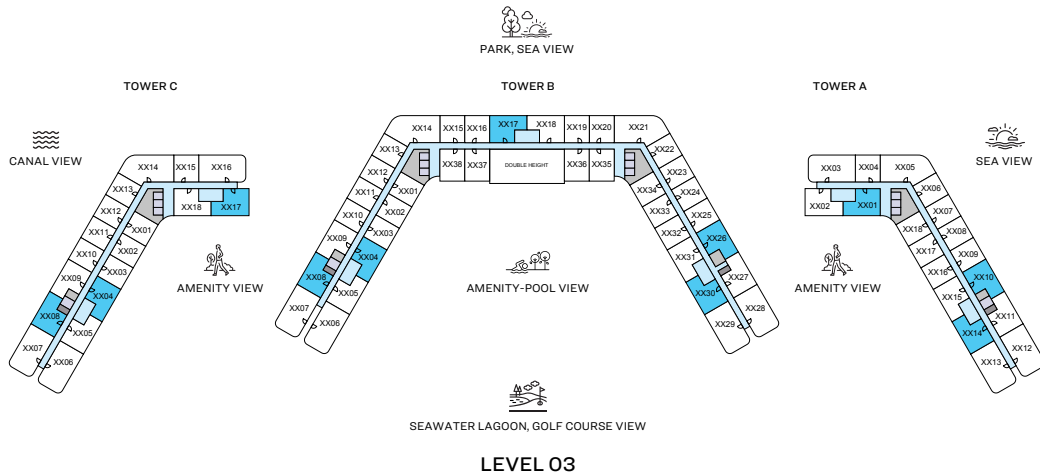 PARK, SEA VIEW
TOWER C
TOWER B
TOWER A
CANAL VIEW
SEA VIEW
XX14
XX15
XX16
XX13
XX12
XX11
XX10
XX09
XX08
XX07
XX06
XX05
XX04
XX03
XX02
XX01
XX18
XX17
AMENITY VIEW
XX14
XX15
XX16
XX17
XX18
XX19
XX20
XX21
XX13
XX12
XX11
XX10
XX09
XX08
XX07
XX06
XX05
XX04
XX03
XX02
XX01
XX38
XX37
DOUBLE HEIGHT
XX36
XX35
XX22
XX23
XX24
XX25
XX26
XX27
XX28
XX29
XX30
XX31
XX32
XX33
XX34
AMENITY-POOL VIEW
XX03
XX04
XX05
XX02
XX01
XX06
XX07
XX08
XX09
XX10
XX11
XX12
XX13
XX14
XX15
XX16
XX17
XX18
AMENITY VIEW
SEAWATER LAGOON, GOLF COURSE VIEW
LEVEL 03